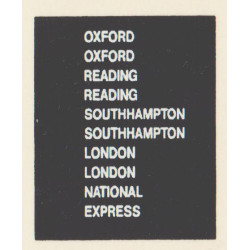 OXFORD
OXFORD
READING
READING
SOUTHHAMPTON
SOUTHHAMPTON
LONDON
LONDON
NATIONAL
EXPRESS